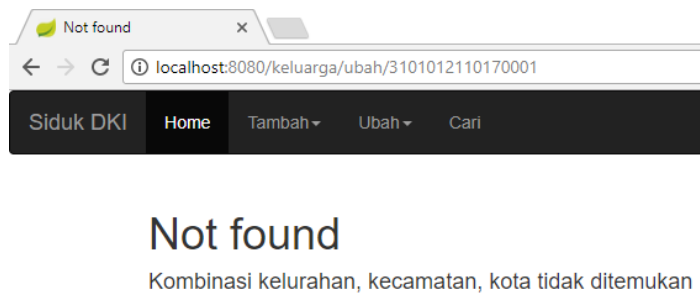 Not found
localhost:8080/keluarga/ubah/3101012110170001
Siduk DKI Home Tambah Ubah Cari
Not found
Kombinasi kelurahan, kecamatan, kota tidak ditemukan